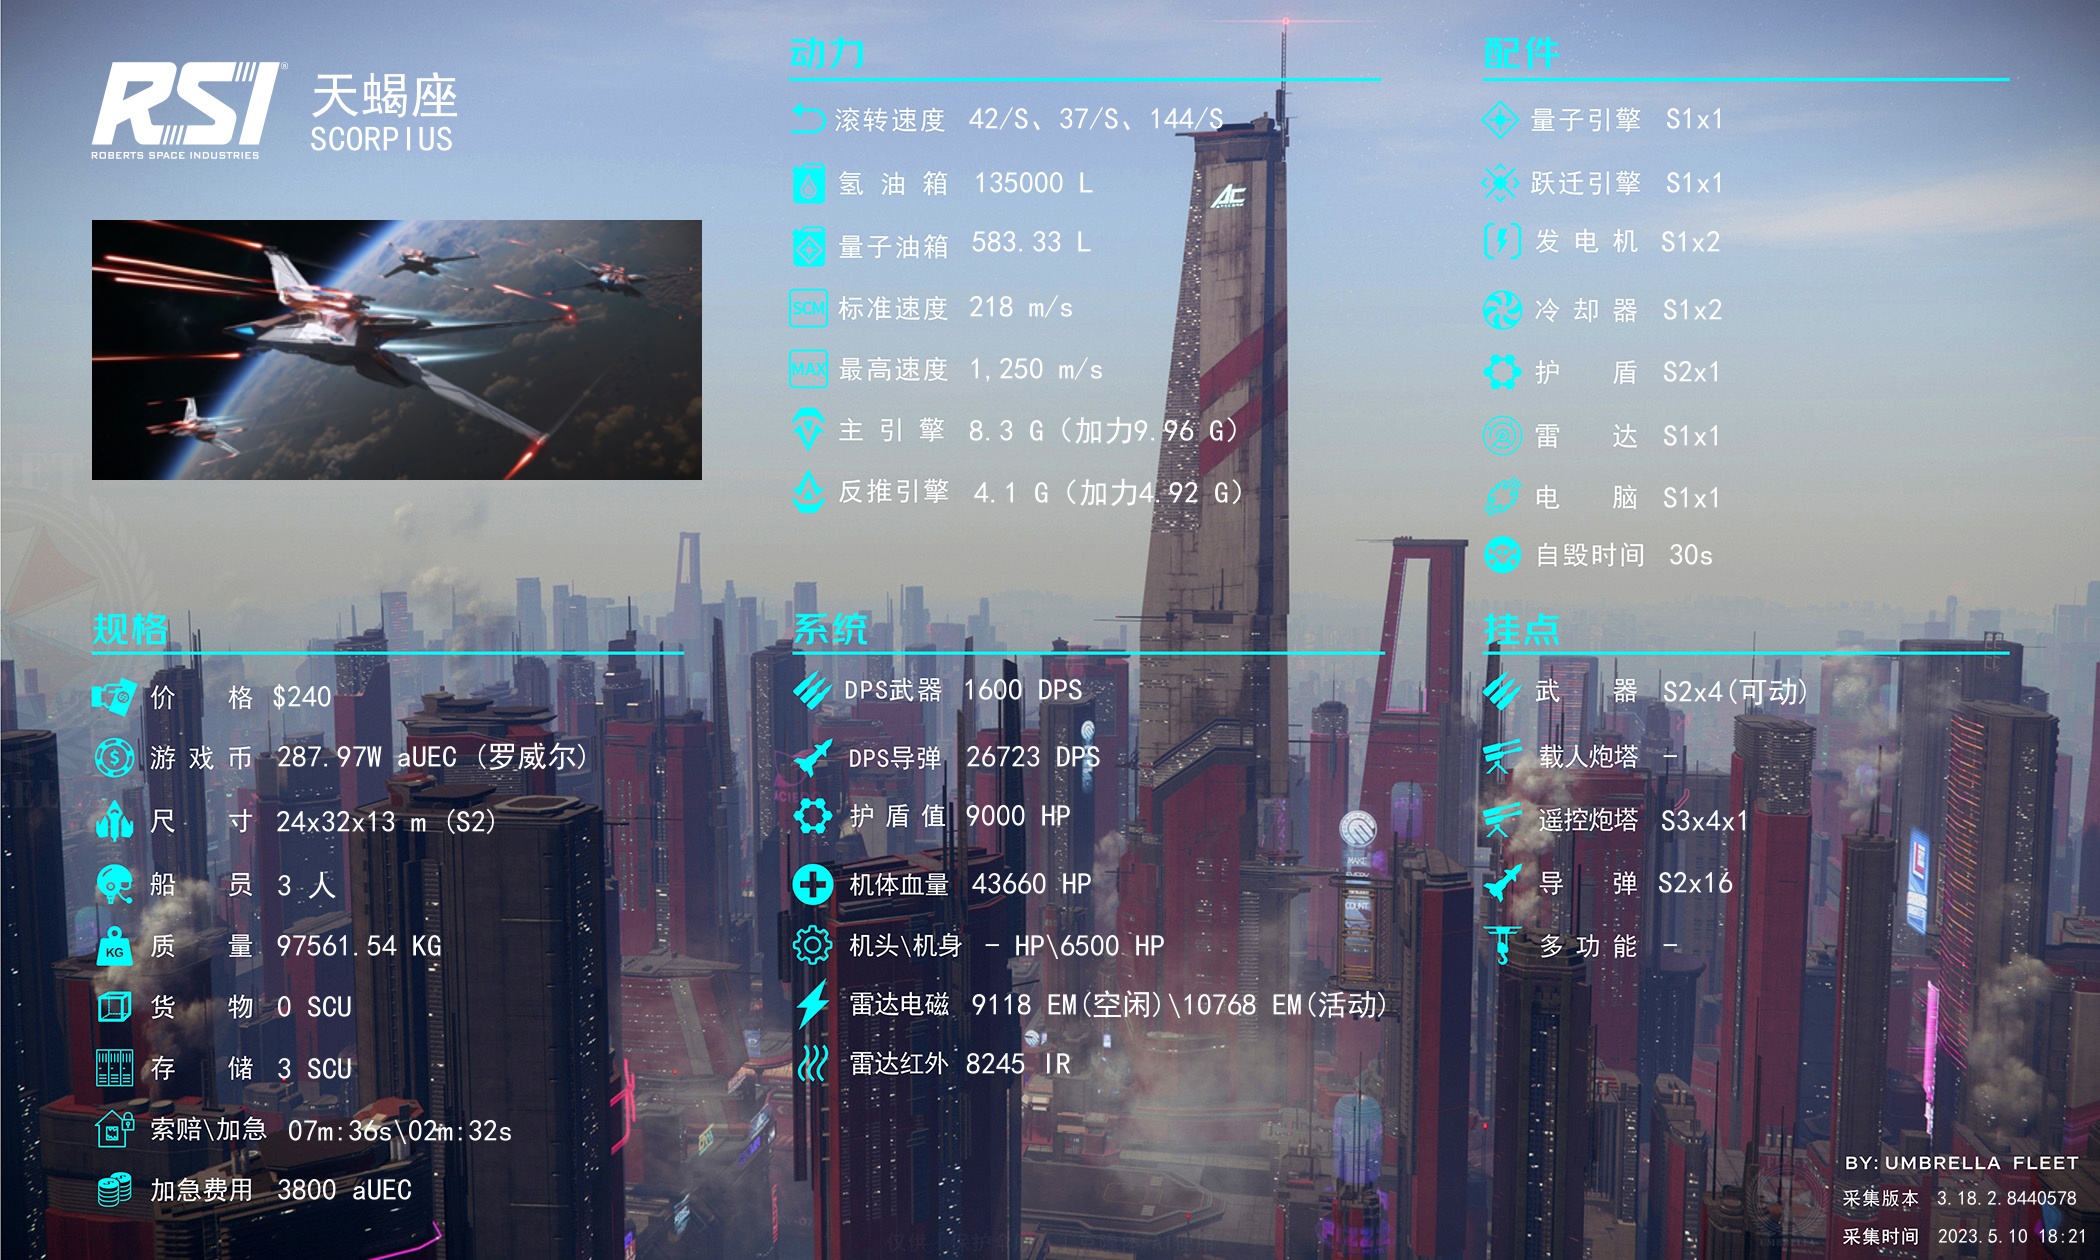 RSI
ROBERTS SPACE INDUSTRIES
天蝎座
SCORPIUS
动力
滚转速度 42/S、37/S、144/S
氢油箱 135000 L
量子油箱 583.33 L
SCM 标准速度 218 m/s
MAX 最高速度 1,250 m/s
主引擎 8.3 G（加力9.96 G）
反推引擎 4.1 G（加力4.92 G）
配件
量子引擎 S1x1
跃迁引擎 S1x1
发电机 S1x2
冷却器 S1x2
护盾 S2x1
雷达 S1x1
电脑 S1x1
自毁时间 30s
规格
价格 $240
游戏币 287.97W aUEC (罗威尔)
尺寸 24x32x13 m (S2)
船员 3 人
KG 质量 97561.54 KG
货物 0 SCU
存储 3 SCU
索赔\加急 07m:36s\02m:32s
加急费用 3800 aUEC
系统
DPS武器 1600 DPS
DPS导弹 26723 DPS
护盾值 9000 HP
机体血量 43660 HP
机头\机身 - HP\6500 HP
雷达电磁 9118 EM(空闲)\10768 EM(活动)
雷达红外 8245 IR
挂点
武器 S2x4(可动)
载人炮塔 -
遥控炮塔 S3x4x1
导弹 S2x16
多功能 -
AC
MAKE
EVERY
COUNT
BY: UMBRELLA FLEET
采集版本 3.18.2.8440578
采集时间 2023.5.10 18:21